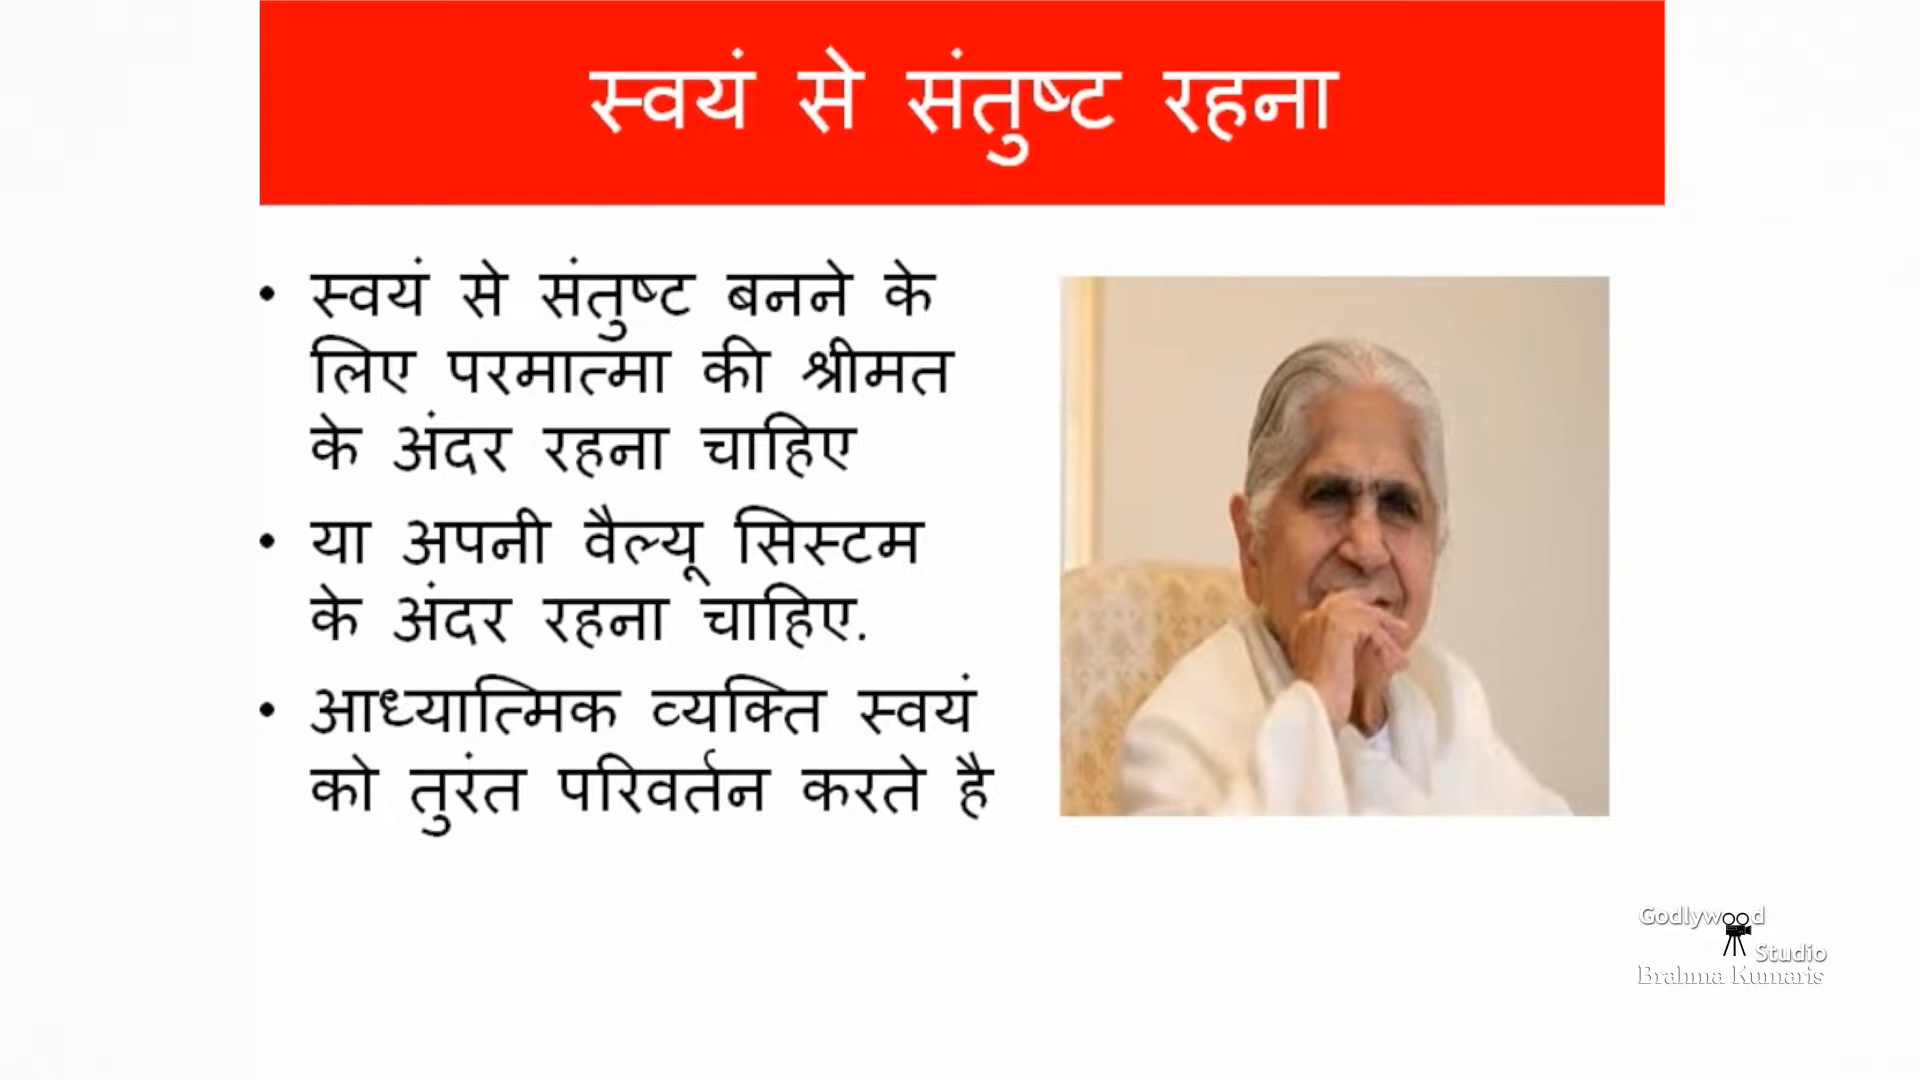 स्वयं से संतुष्ट रहना
• स्वयं से संतुष्ट बनने के
लिए परमात्मा की श्रीमत
के अंदर रहना चाहिए
• या अपनी वैल्यू सिस्टम
के अंदर रहना चाहिए.
• आध्यात्मिक व्यक्ति स्वयं
को तुरंत परिवर्तन करते है
Godlywood
Studio
Brahma Kumaris